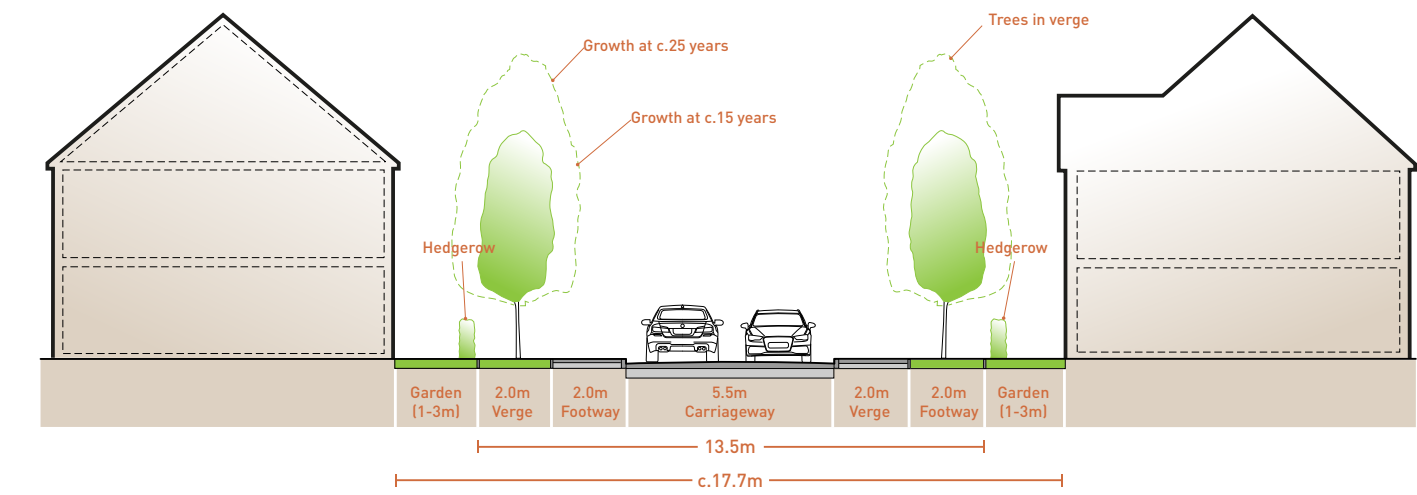 Trees in verge
Growth at c.25 years
Growth at c.15 years
Hedgerow
Hedgerow
Garden
(1-3m)
2.0m
Verge
2.0m
Footway
5.5m
Carriageway
2.0m
Verge
2.0m
Footway
Garden
(1-3m)
13.5m
c.17.7m